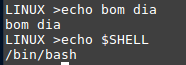 LINUX >echo bom dia
bom dia
LINUX >echo $SHELL
/bin/bash